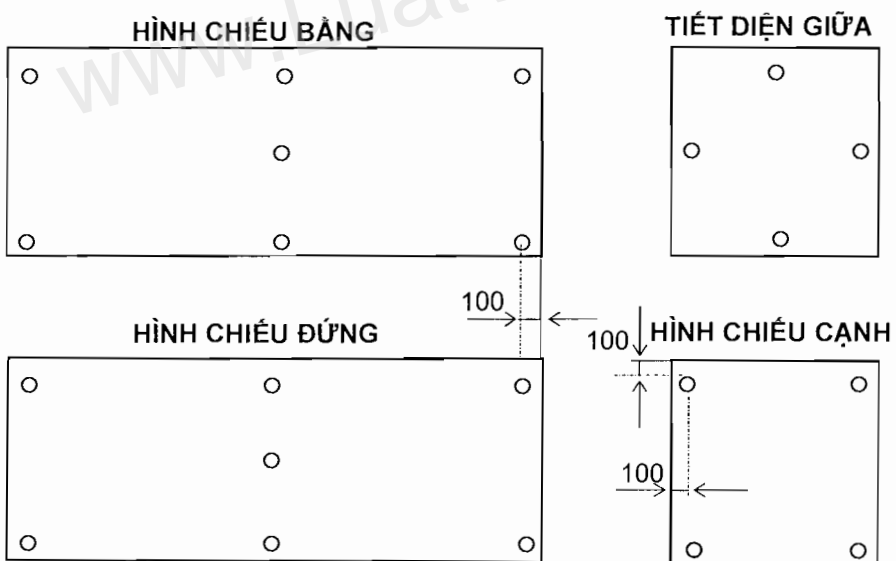 HÌNH CHIẾU BẰNG
TIẾT DIỆN GIỮA
100
HÌNH CHIẾU ĐỨNG
100
HÌNH CHIẾU CẠNH
100